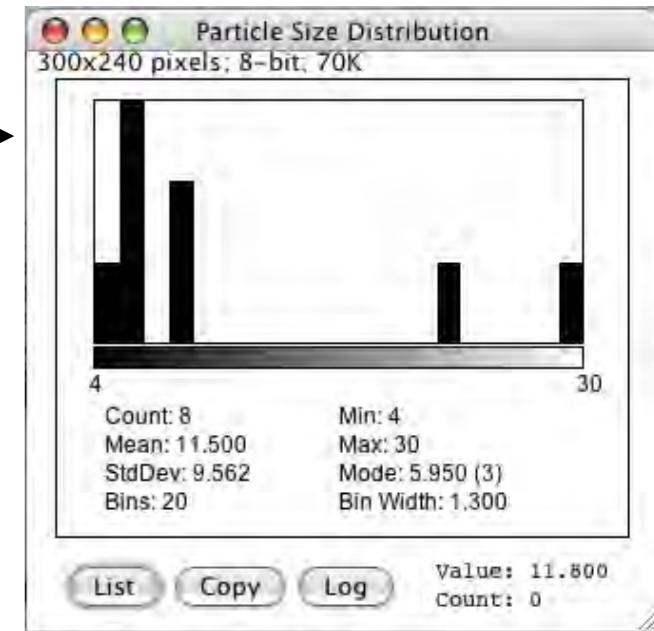 Particle Size Distribution
300x240 pixels; 8-bit; 70K
4 30
Count: 8 Min: 4
Mean: 11.500 Max: 30
StdDev: 9.562 Mode: 5.950 (3)
Bins: 20 Bin Width: 1.300
List Copy Log Value: 11.800
Count: 0